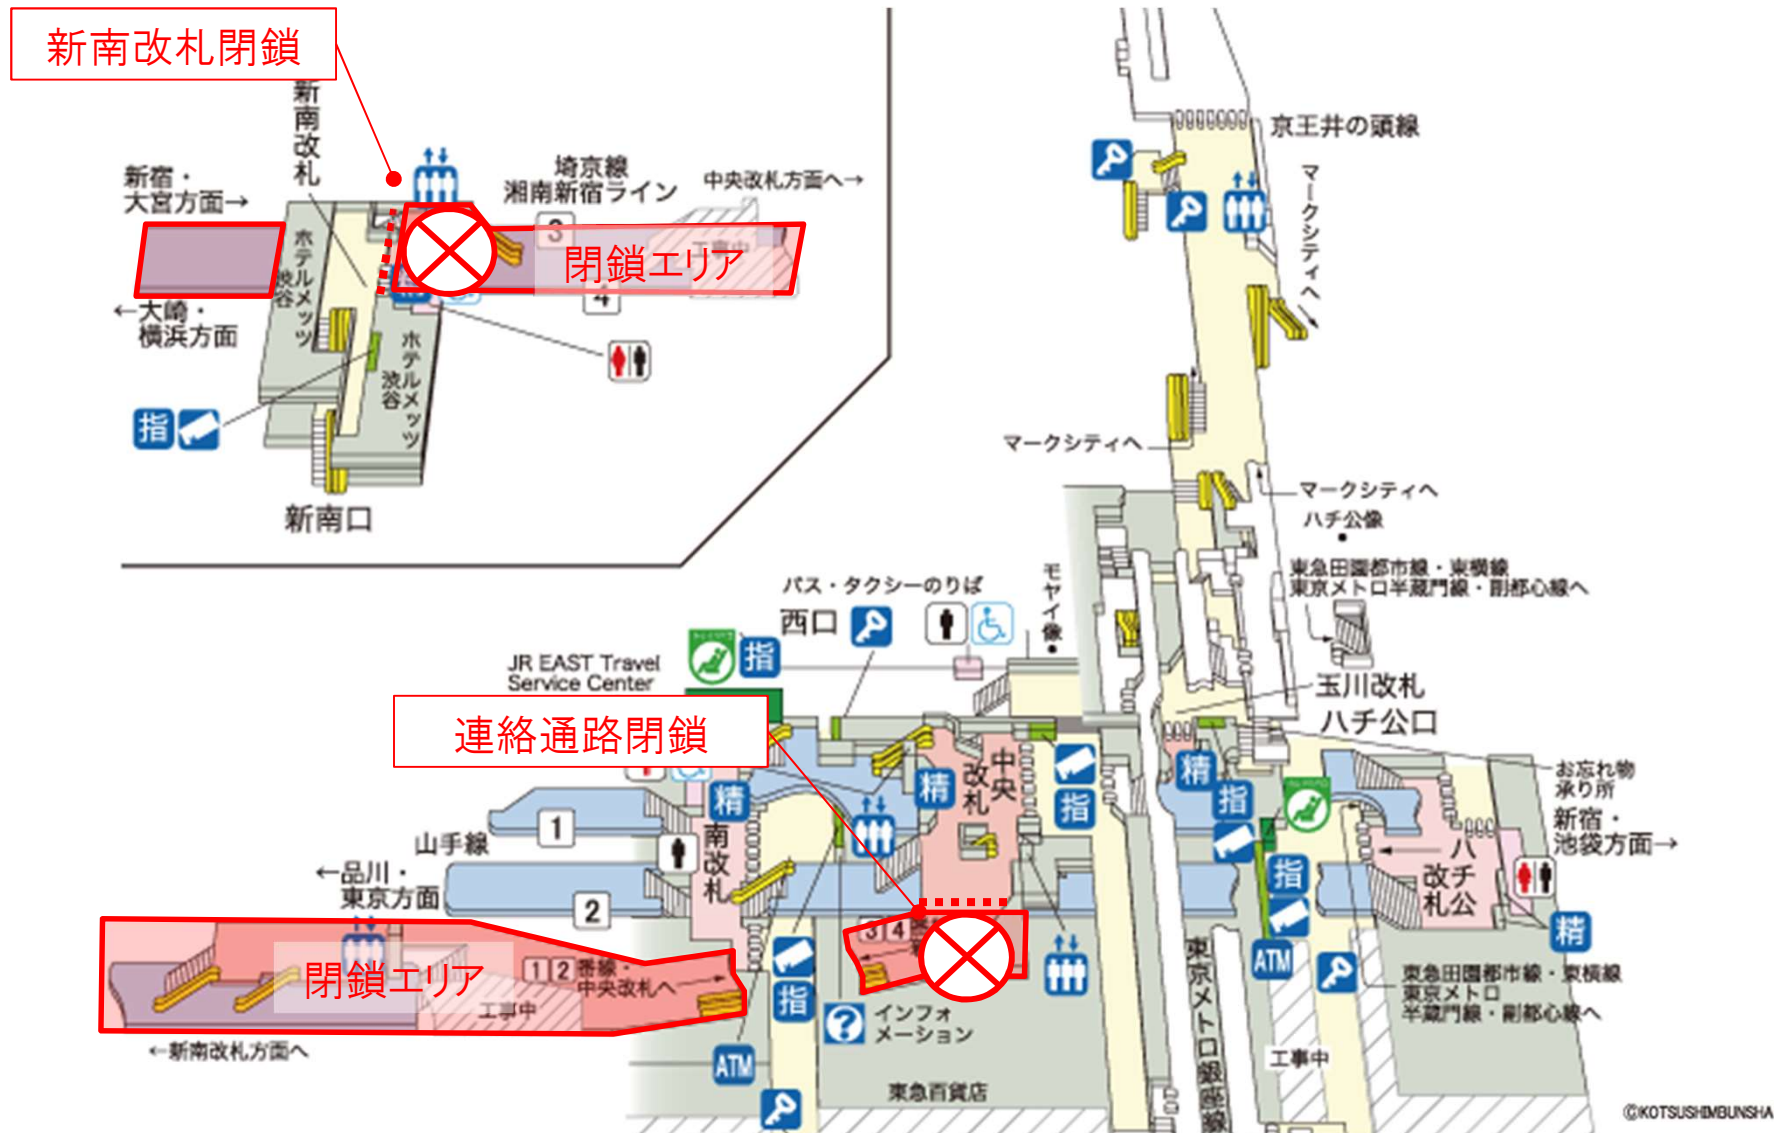 新南改札閉鎖
新南改札
埼京線
湘南新宿ライン
中央改札方面へ→
新宿・
大宮方面→
3
工事中
閉鎖エリア
4
←大崎・
横浜方面
ホテルメッツ
渋谷
ホテルメッツ
渋谷
指
新南口
京王井の頭線
マークシティへ
マークシティへ
マークシティへ
ハチ公像
東急田園都市線・東横線
東京メトロ半蔵門線・副都心線へ
バス・タクシーのりば
西口
モヤイ像
指
JR EAST Travel
Service Center
連絡通路閉鎖
玉川改札
ハチ公口
お忘れ物
承り所
新宿・
池袋方面→
中央
改札
精
精
精
指
指
指
精
南改札
1
山手線
←品川・
東京方面
2
ハチ公
改札
3 4
閉鎖エリア
1 2 番線・
中央改札へ
工事中
←新南改札方面へ
指
インフォ
メーション
ATM
ATM
東急百貨店
東京メトロ銀座線
工事中
東急田園都市線・東横線
東京メトロ
半蔵門線・副都心線へ
©KOTSUSHIMBUNSHA